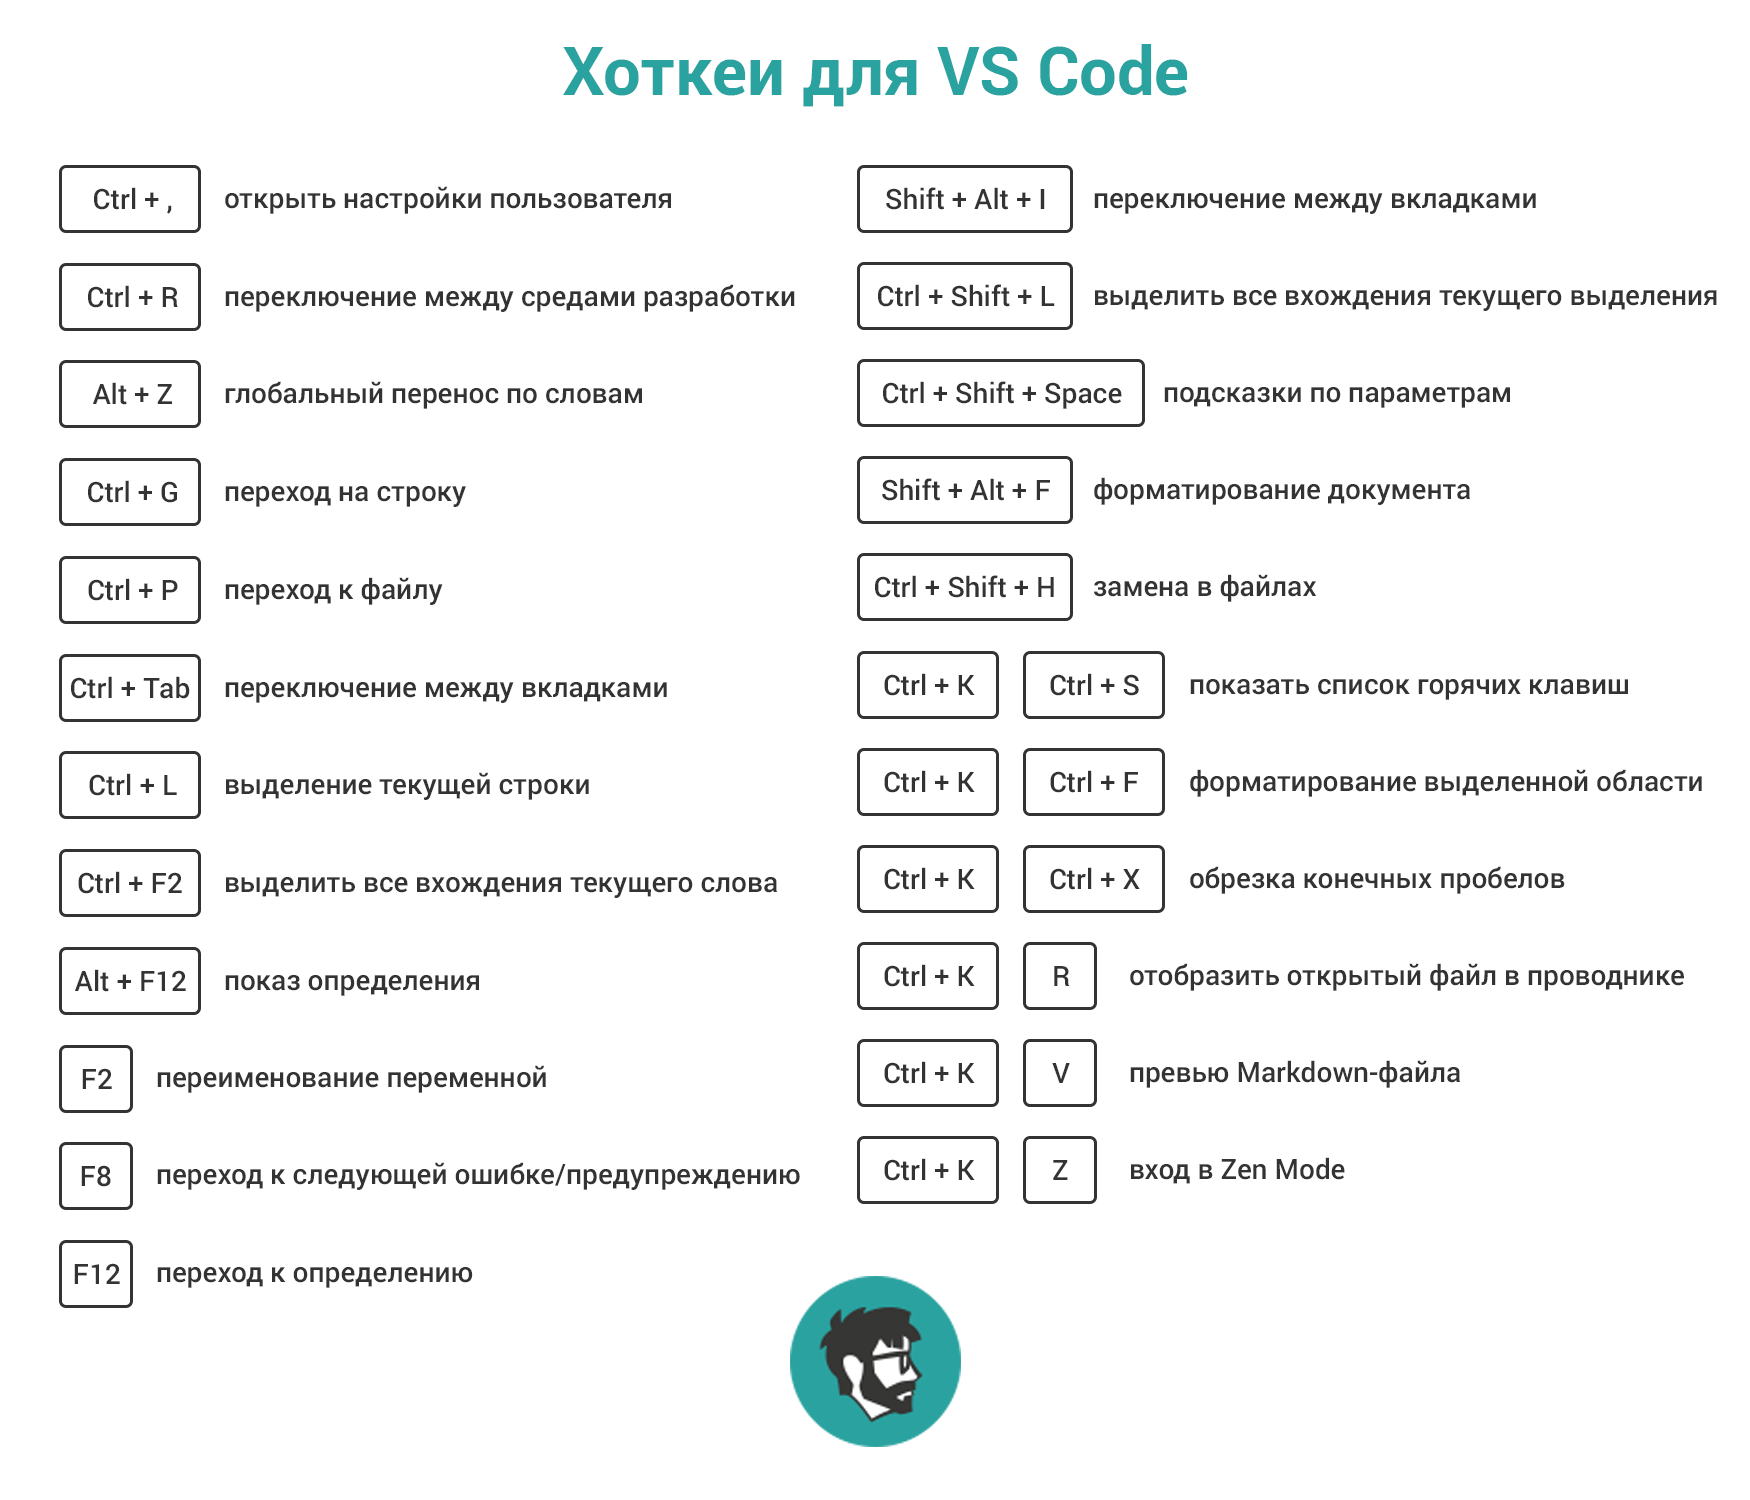 Хоткеи для VS Code
Ctrl + , открыть настройки пользователя
Ctrl + R переключение между средами разработки
Alt + Z глобальный перенос по словам
Ctrl + G переход на строку
Ctrl + P переход к файлу
Ctrl + Tab переключение между вкладками
Ctrl + L выделение текущей строки
Ctrl + F2 выделить все вхождения текущего слова
Alt + F12 показ определения
F2 переименование переменной
F8 переход к следующей ошибке/предупреждению
F12 переход к определению
Shift + Alt + I переключение между вкладками
Ctrl + Shift + L выделить все вхождения текущего выделения
Ctrl + Shift + Space подсказки по параметрам
Shift + Alt + F форматирование документа
Ctrl + Shift + H замена в файлах
Ctrl + K Ctrl + S показать список горячих клавиш
Ctrl + K Ctrl + F форматирование выделенной области
Ctrl + K Ctrl + X обрезка конечных пробелов
Ctrl + K R отобразить открытый файл в проводнике
Ctrl + K V превью Markdown-файла
Ctrl + K Z вход в Zen Mode